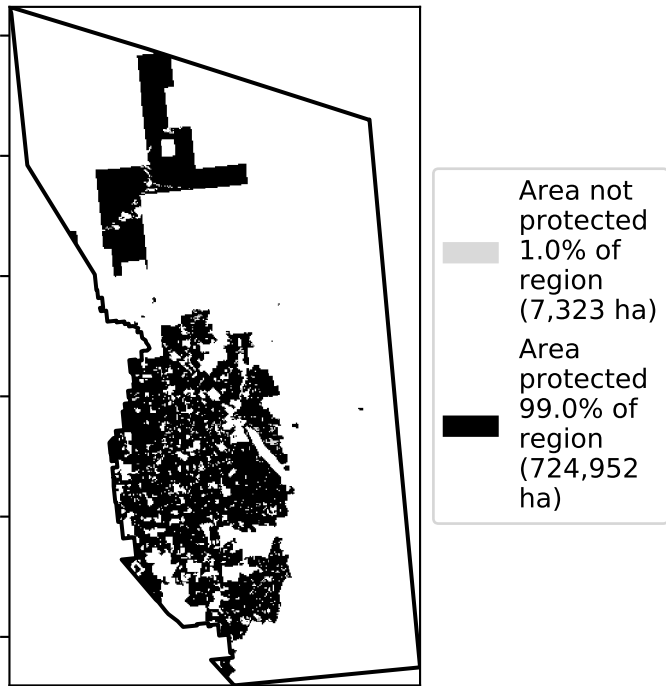 Area not
protected
1.0% of
region
(7,323 ha)
Area
protected
99.0% of
region
(724,952
ha)